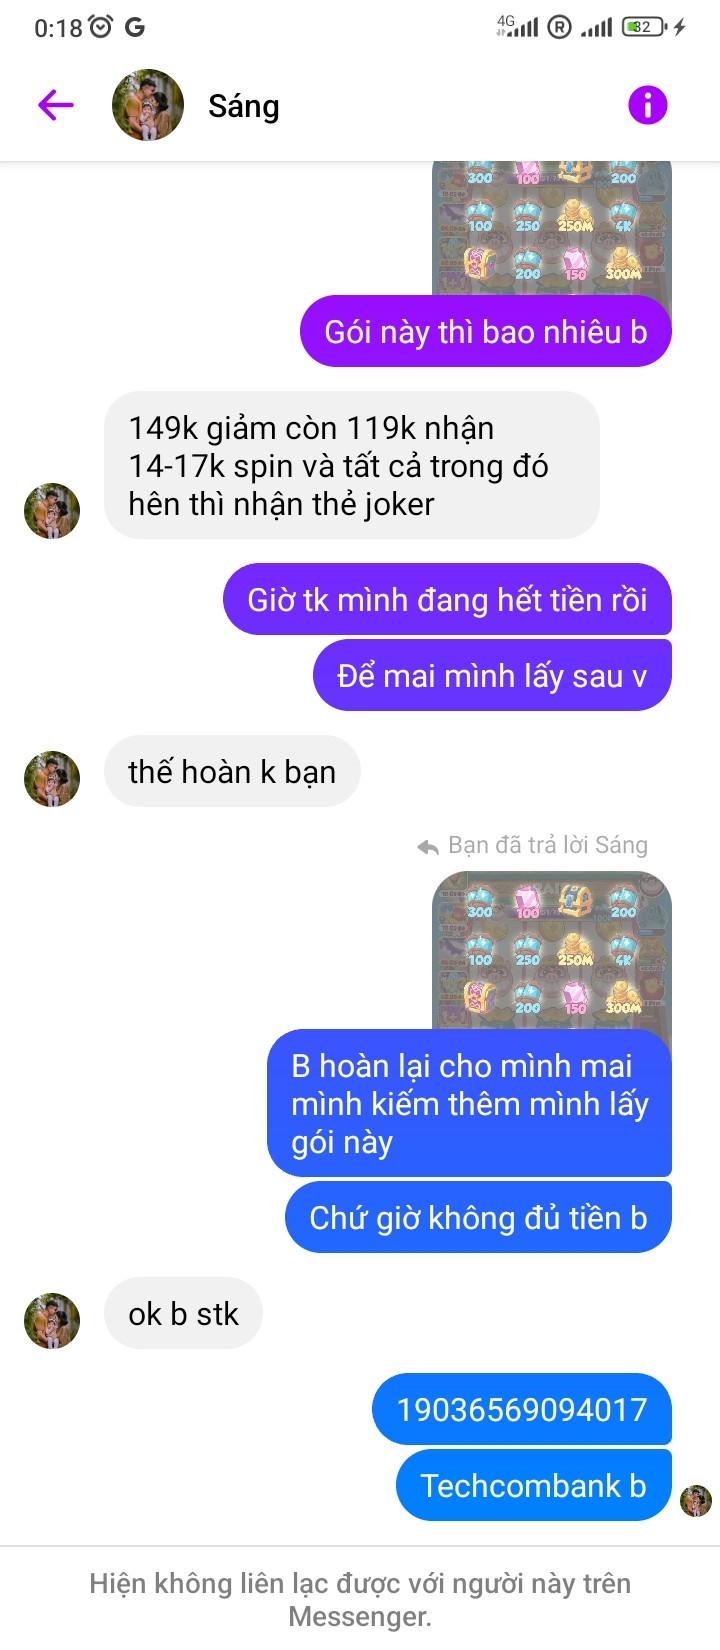 0:18 G 4G R 32
Sáng
300 100 200
100 250 250M 4K
200 150 300M
Gói này thì bao nhiêu b
149k giảm còn 119k nhận
14-17k spin và tất cả trong đó
hên thì nhận thẻ joker
Giờ tk mình đang hết tiền rồi
Để mai mình lấy sau v
thế hoàn k bạn
Bạn đã trả lời Sáng
300 100 200
100 250 250M 4K
200 150 300M
B hoàn lại cho mình mai
mình kiếm thêm mình lấy
gói này
Chứ giờ không đủ tiền b
ok b stk
19036569094017
Techcombank b
Hiện không liên lạc được với người này trên
Messenger.